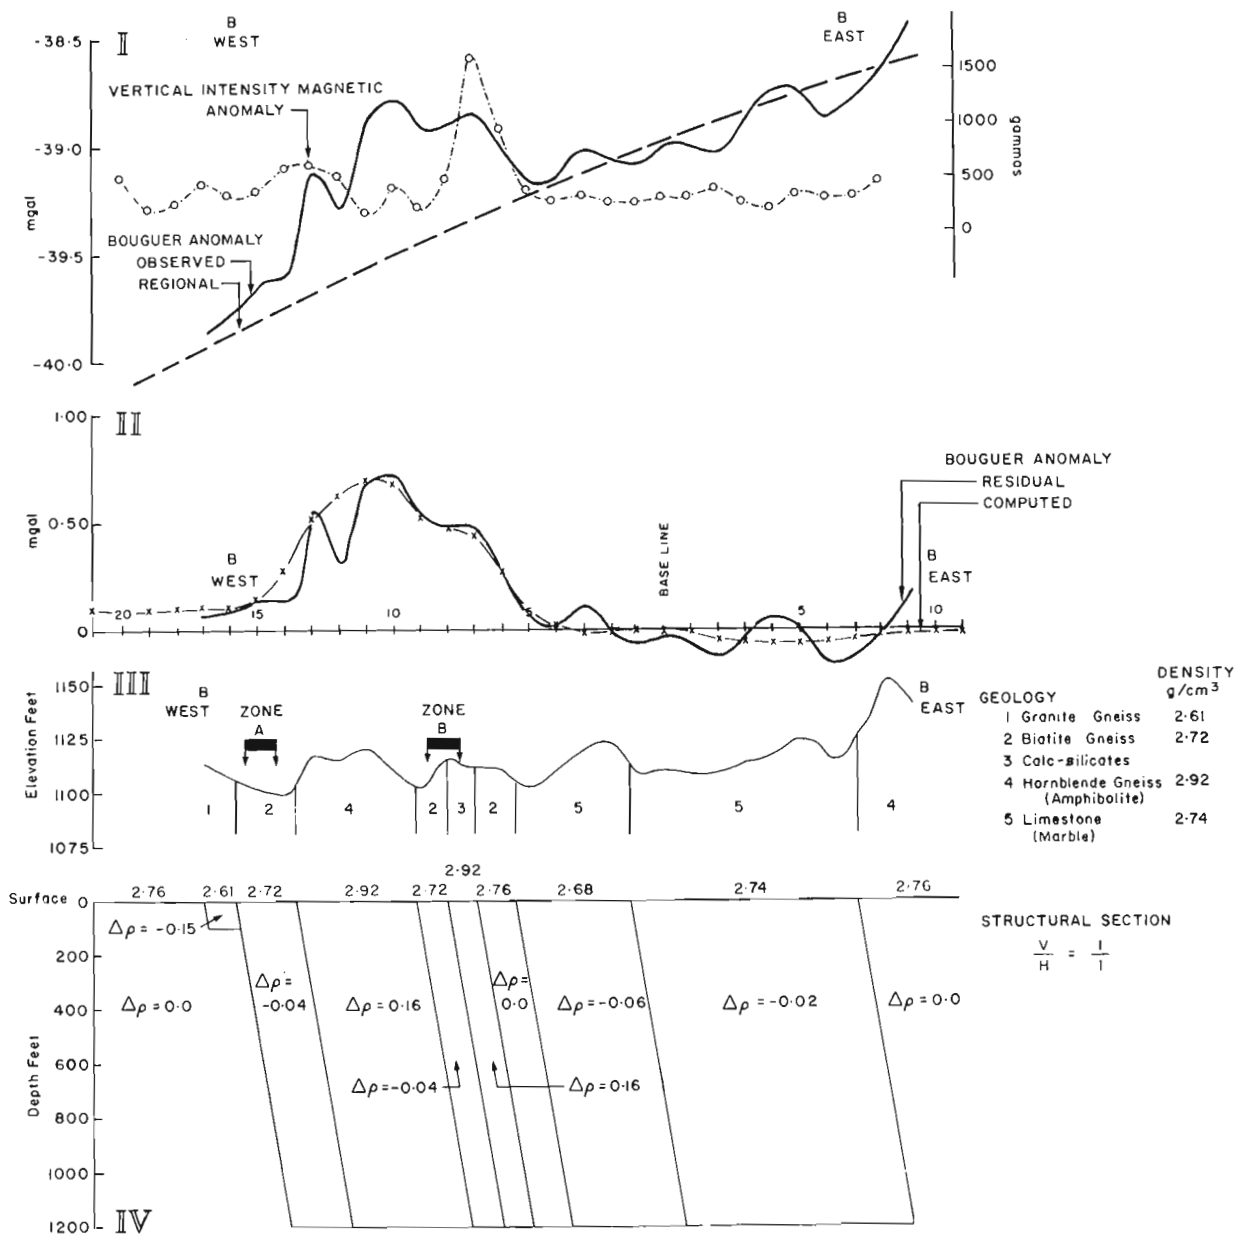 I
B
WEST
B
EAST
-38·5
-39·0
-39·5
-40·0
mgal
1500
1000
500
0
gammos
VERTICAL INTENSITY MAGNETIC
ANOMALY
BOUGUER ANOMALY
OBSERVED
REGIONAL
II
1·00
0·50
0
mgal
B
WEST
BASE LINE
BOUGUER ANOMALY
RESIDUAL
COMPUTED
B
EAST
20 15 10 5 5 10
III
1150
1125
1100
1075
Elevation Feet
B
WEST
ZONE
A
ZONE
B
B
EAST
1 2 4 2 3 2 5 5 4
GEOLOGY
DENSITY
g/cm³
1 Granite Gneiss 2·61
2 Biotite Gneiss 2·72
3 Calc-silicates
4 Hornblende Gneiss 2·92
(Amphibolite)
5 Limestone 2·74
(Marble)
2·92
2·76 2·61 2·72 2·92 2·72 2·76 2·68 2·74 2·76
Surface 0
200
400
600
800
1000
1200
Depth Feet
Δρ = -0·15
Δρ = 0·0
Δρ =
-0·04
Δρ = 0·16
Δρ =
0·0
Δρ = -0·06
Δρ = -0·02
Δρ = 0·0
Δρ = -0·04
Δρ = 0·16
STRUCTURAL SECTION
V/H = 1/1
IV